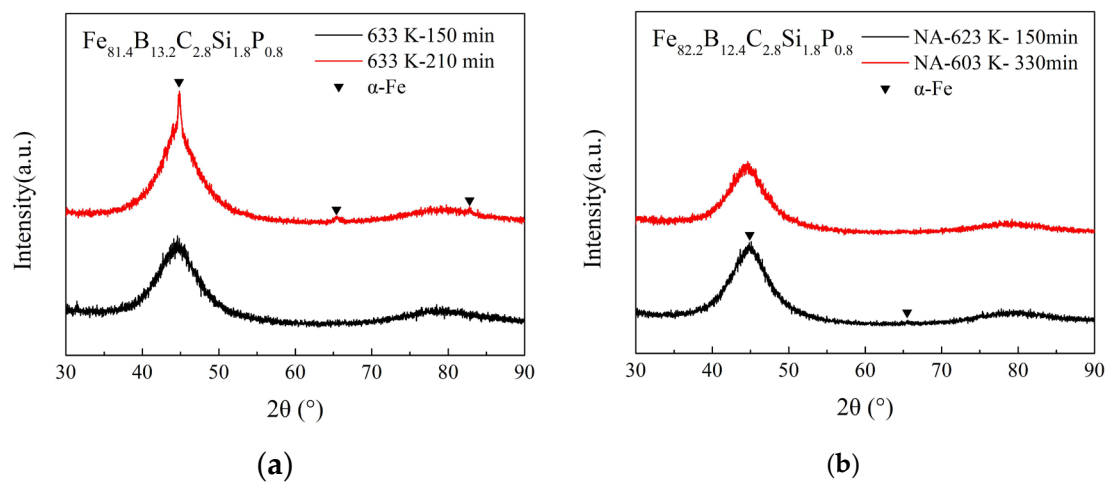 Fe81.4B13.2C2.8Si1.8P0.8
633 K-150 min
633 K-210 min
α-Fe
Intensity(a.u.)
30 40 50 60 70 80 90
2θ (°)
(a)
Fe82.2B12.4C2.8Si1.8P0.8
NA-623 K- 150min
NA-603 K- 330min
α-Fe
Intensity(a.u.)
30 40 50 60 70 80 90
2θ (°)
(b)